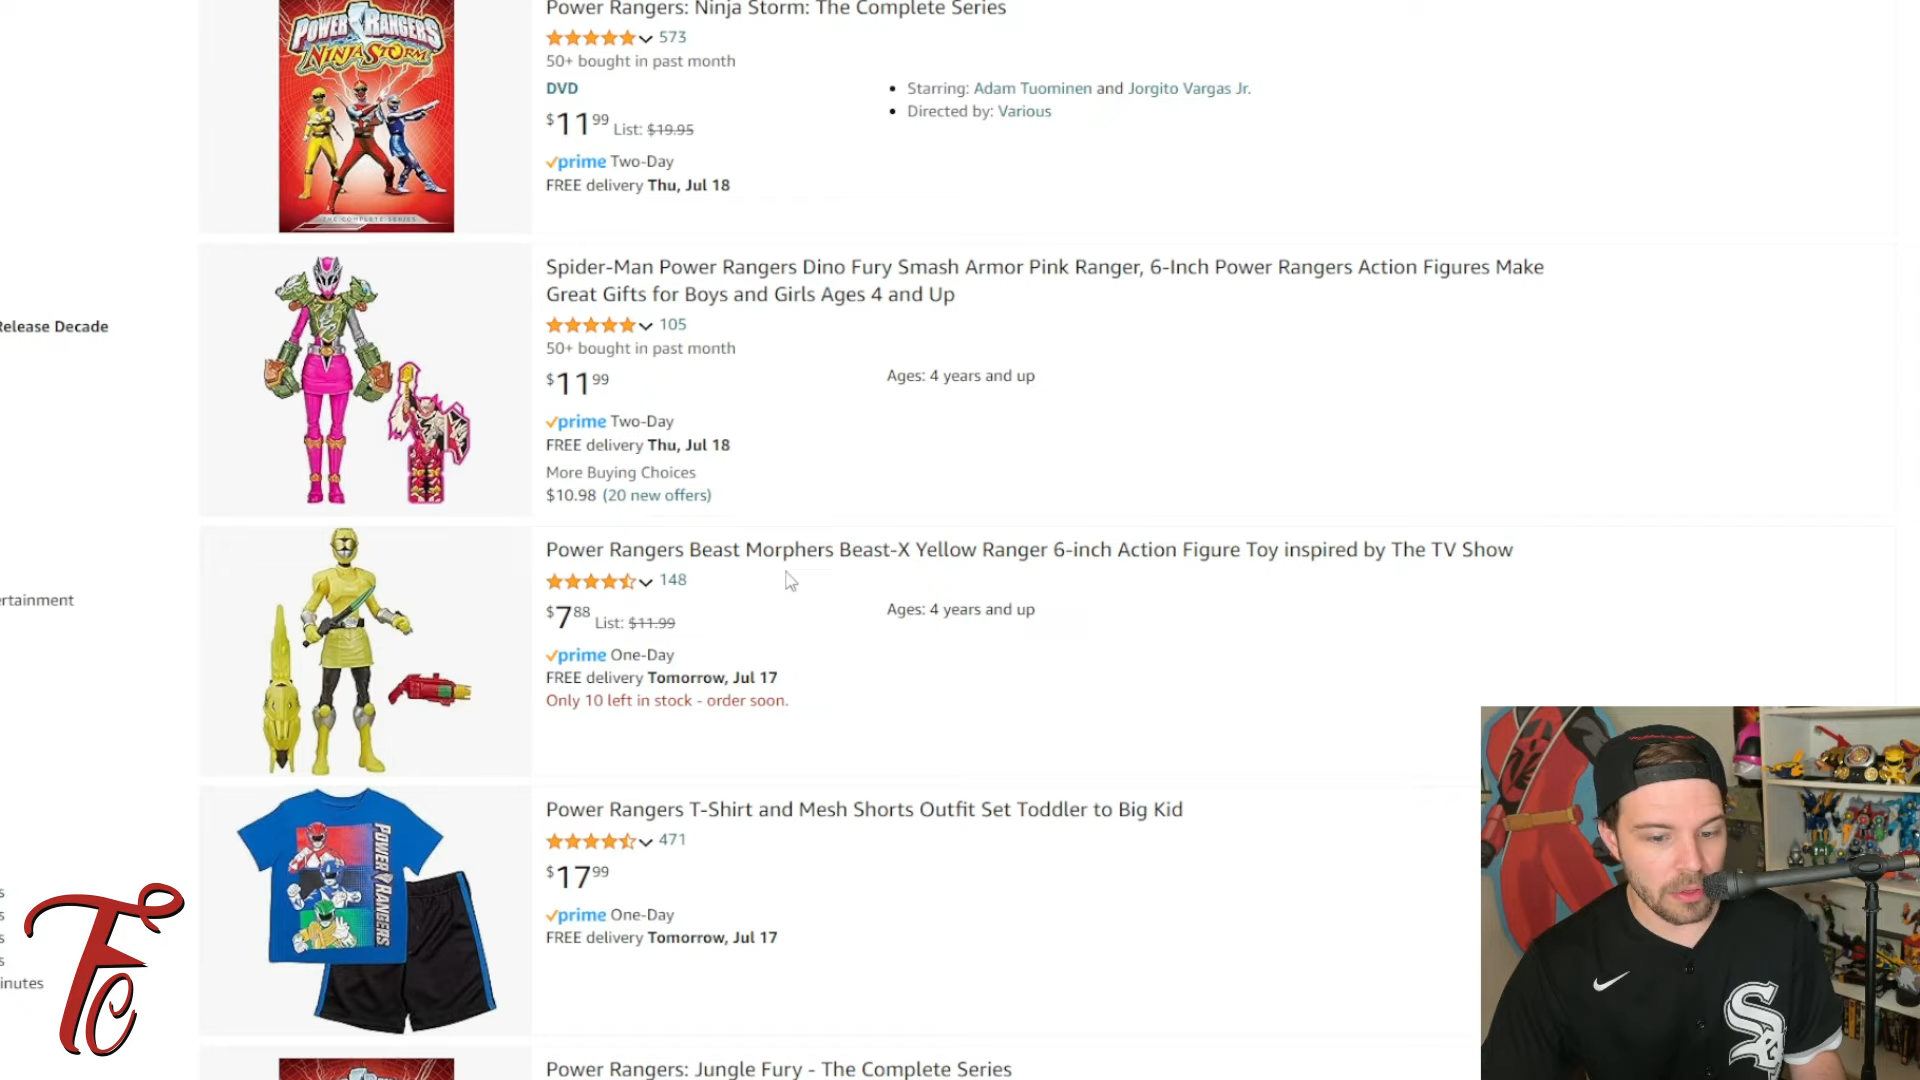 Power Rangers: Ninja Storm: The Complete Series
573
50+ bought in past month
DVD
$11 99 List: $19.95
prime Two-Day
FREE delivery Thu, Jul 18
Starring: Adam Tuominen and Jorgito Vargas Jr.
Directed by: Various
POWER RANGERS
NINJA STORM
THE COMPLETE SERIES
Release Decade
Spider-Man Power Rangers Dino Fury Smash Armor Pink Ranger, 6-Inch Power Rangers Action Figures Make
Great Gifts for Boys and Girls Ages 4 and Up
105
50+ bought in past month
$11 99
Ages: 4 years and up
prime Two-Day
FREE delivery Thu, Jul 18
More Buying Choices
$10.98 (20 new offers)
ertainment
Power Rangers Beast Morphers Beast-X Yellow Ranger 6-inch Action Figure Toy inspired by The TV Show
148
$7 88 List: $11.99
Ages: 4 years and up
prime One-Day
FREE delivery Tomorrow, Jul 17
Only 10 left in stock - order soon.
Power Rangers T-Shirt and Mesh Shorts Outfit Set Toddler to Big Kid
471
$17 99
prime One-Day
FREE delivery Tomorrow, Jul 17
POWER RANGERS
s
s
s
s
inutes
TC
Power Rangers: Jungle Fury - The Complete Series
Sox